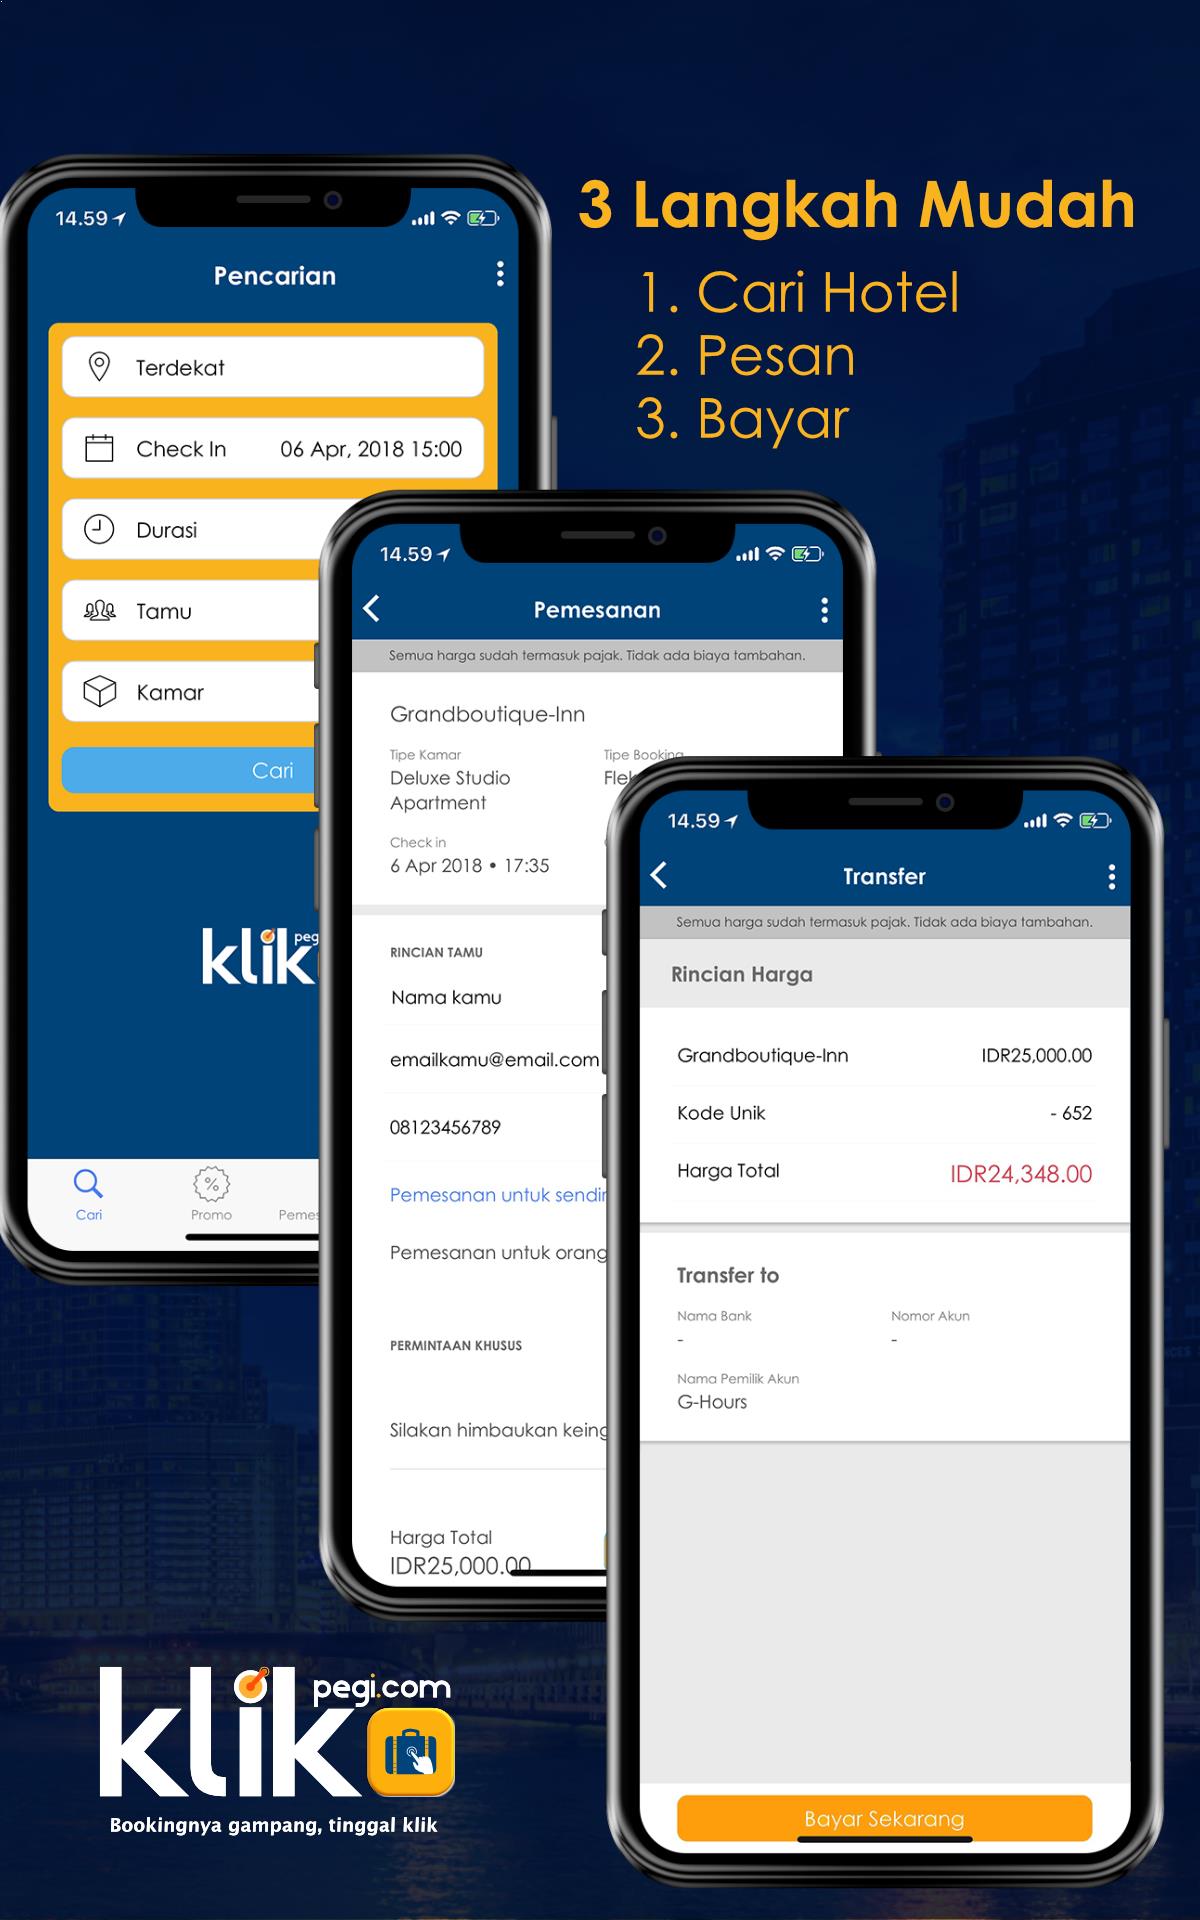 3 Langkah Mudah
1. Cari Hotel
2. Pesan
3. Bayar
14.59
Pencarian
Terdekat
Check In 06 Apr, 2018 15:00
Durasi
Tamu
Kamar
Cari
klik pegi
Cari Promo
14.59
Pemesanan
Semua harga sudah termasuk pajak. Tidak ada biaya tambahan.
Grandboutique-Inn
Tipe Kamar Tipe Booking
Deluxe Studio
Apartment
Check in
6 Apr 2018 • 17:35
RINCIAN TAMU
Nama kamu
emailkamu@email.com
08123456789
Pemesanan untuk
Pemesanan untuk orang
PERMINTAAN KHUSUS
Silakan himbaukan
Harga Total
IDR25,000.00
14.59
Transfer
Semua harga sudah termasuk pajak. Tidak ada biaya tambahan.
Rincian Harga
Grandboutique-Inn IDR25,000.00
Kode Unik - 652
Harga Total IDR24,348.00
Transfer to
Nama Bank Nomor Akun
- -
Nama Pemilik Akun
G-Hours
Bayar Sekarang
klik pegi.com
Bookingnya gampang, tinggal klik